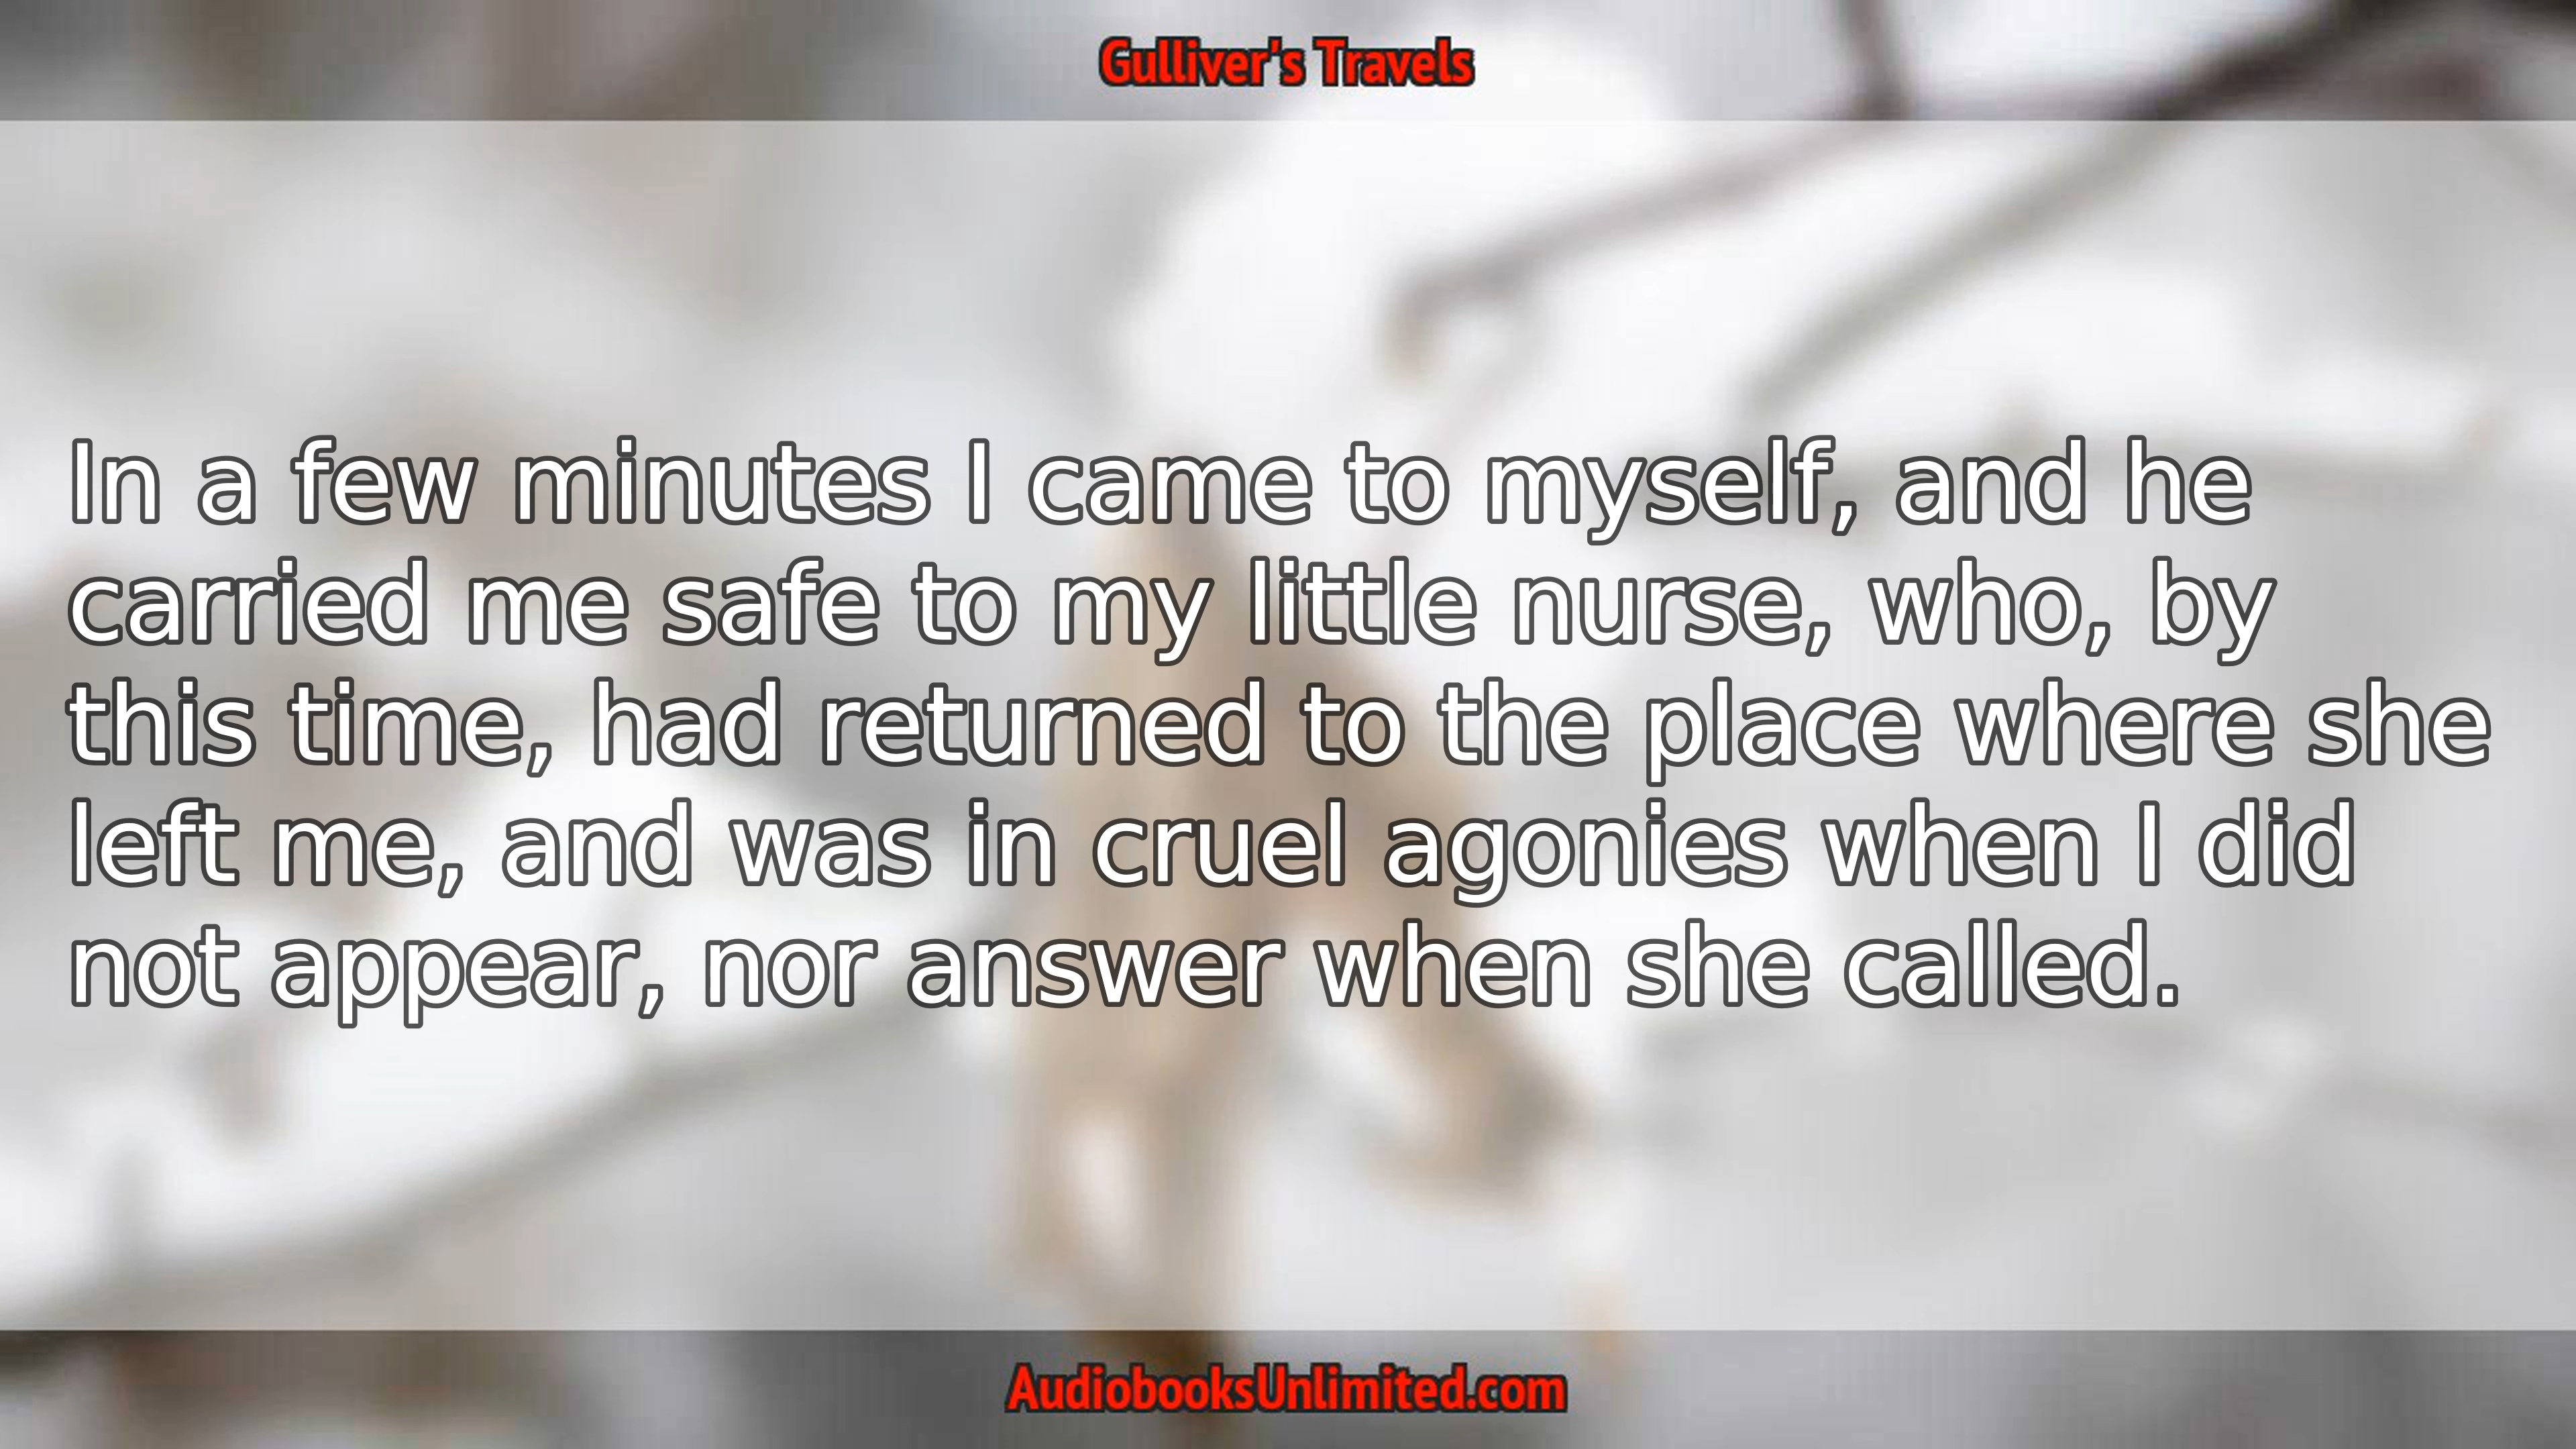 Gulliver's Travels
In a few minutes I came to myself, and he
carried me safe to my little nurse, who, by
this time, had returned to the place where she
left me, and was in cruel agonies when I did
not appear, nor answer when she called.
AudiobooksUnlimited.com